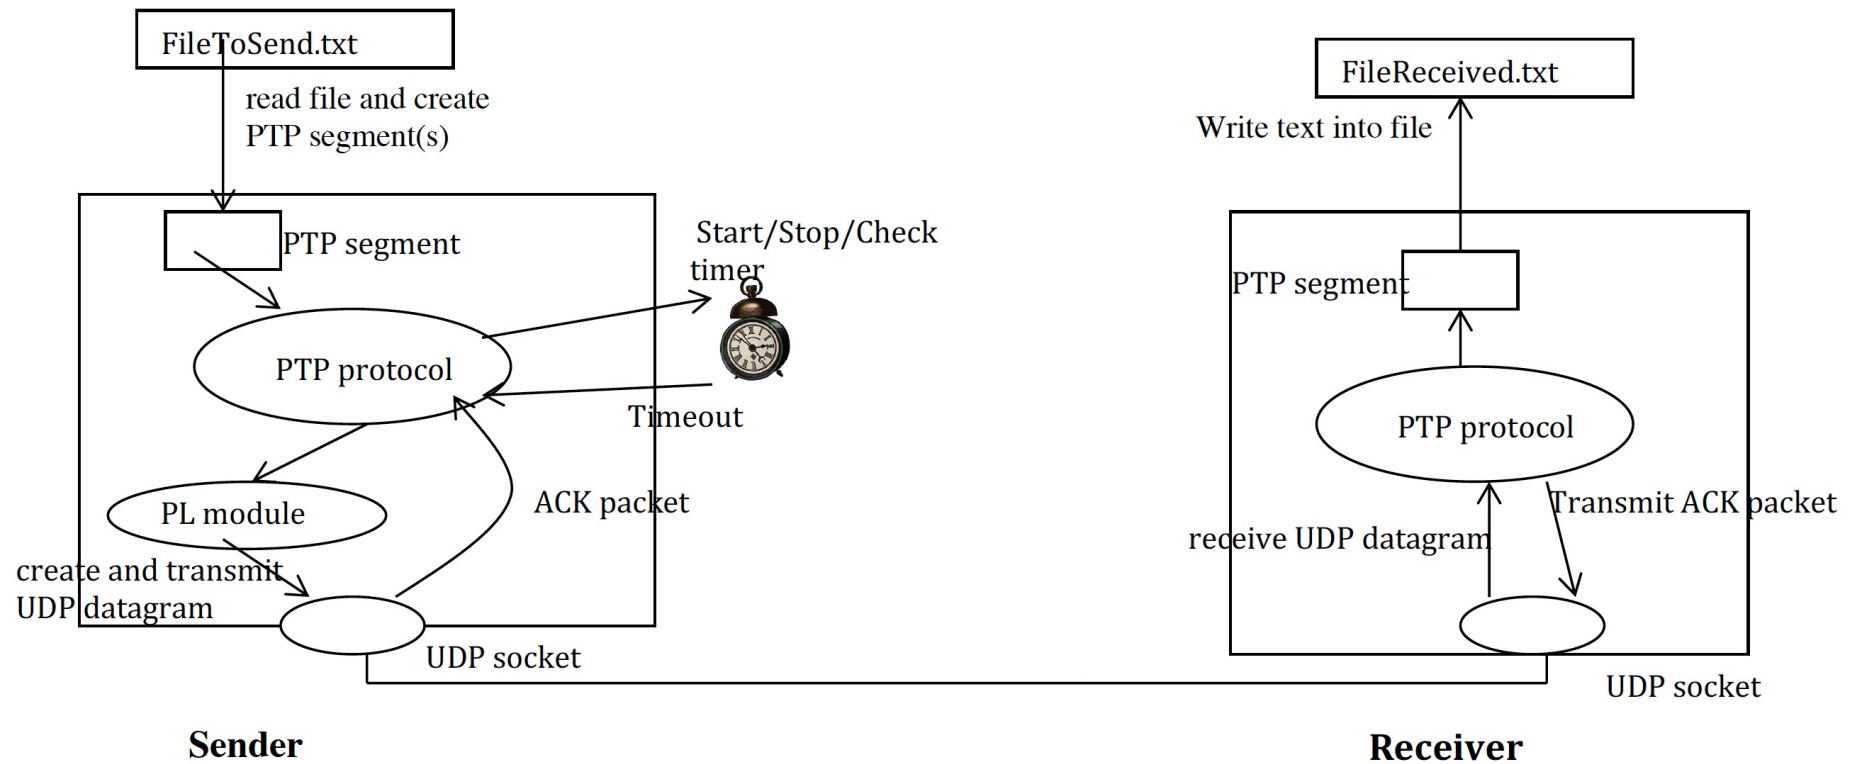 FileToSend.txt
read file and create
PTP segment(s)
PTP segment
Start/Stop/Check
timer
PTP protocol
Timeout
PL module
ACK packet
create and transmit
UDP datagram
UDP socket
Sender
FileReceived.txt
Write text into file
PTP segment
PTP protocol
Transmit ACK packet
receive UDP datagram
UDP socket
Receiver